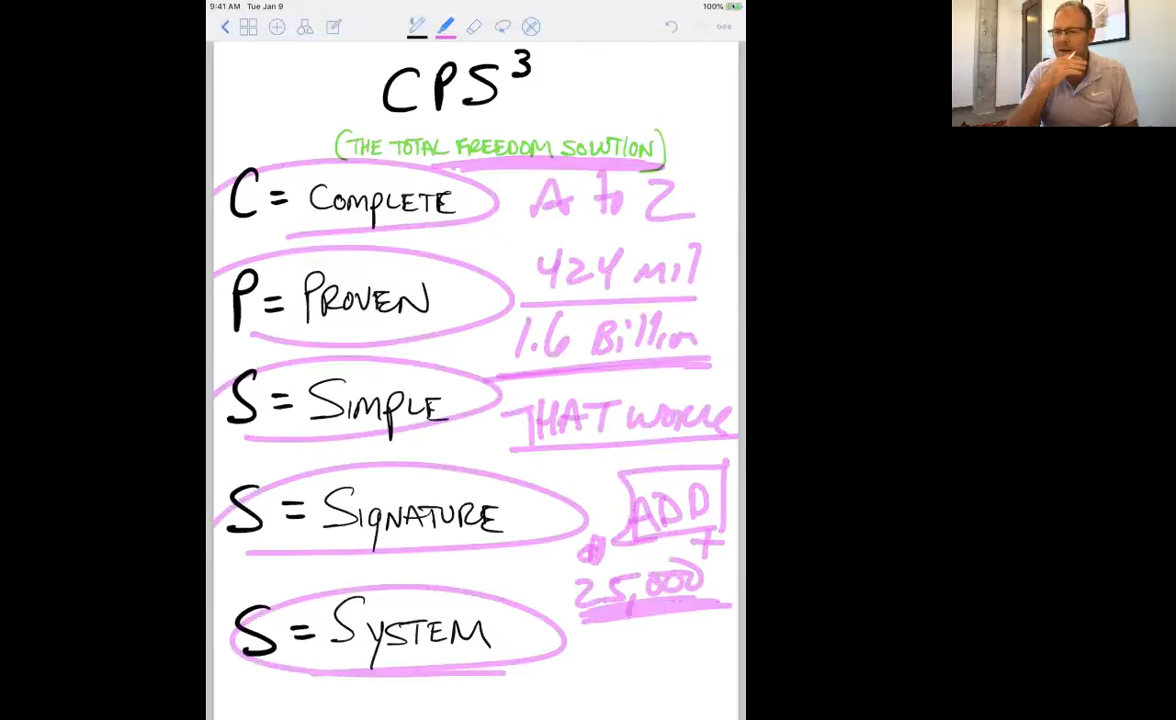 9:41 AM Tue Jan 9
100%
CPS³
(THE TOTAL FREEDOM SOLUTION)
C = COMPLETE
A to Z
P = PROVEN
424 mil
1.6 Billion
S = SIMPLE
THAT WORKS
S = SIGNATURE
ADD
25,000
S = SYSTEM